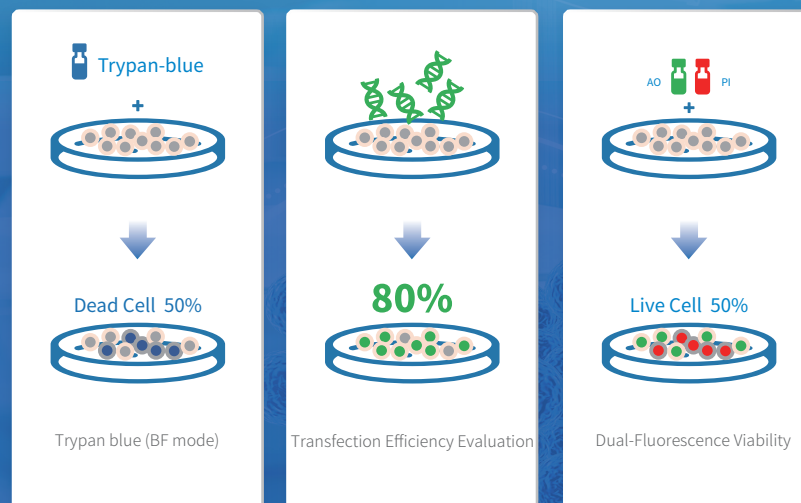 Trypan-blue
+
Dead Cell 50%
Trypan blue (BF mode)
80%
Transfection Efficiency Evaluation
AO PI
+
Live Cell 50%
Dual-Fluorescence Viability